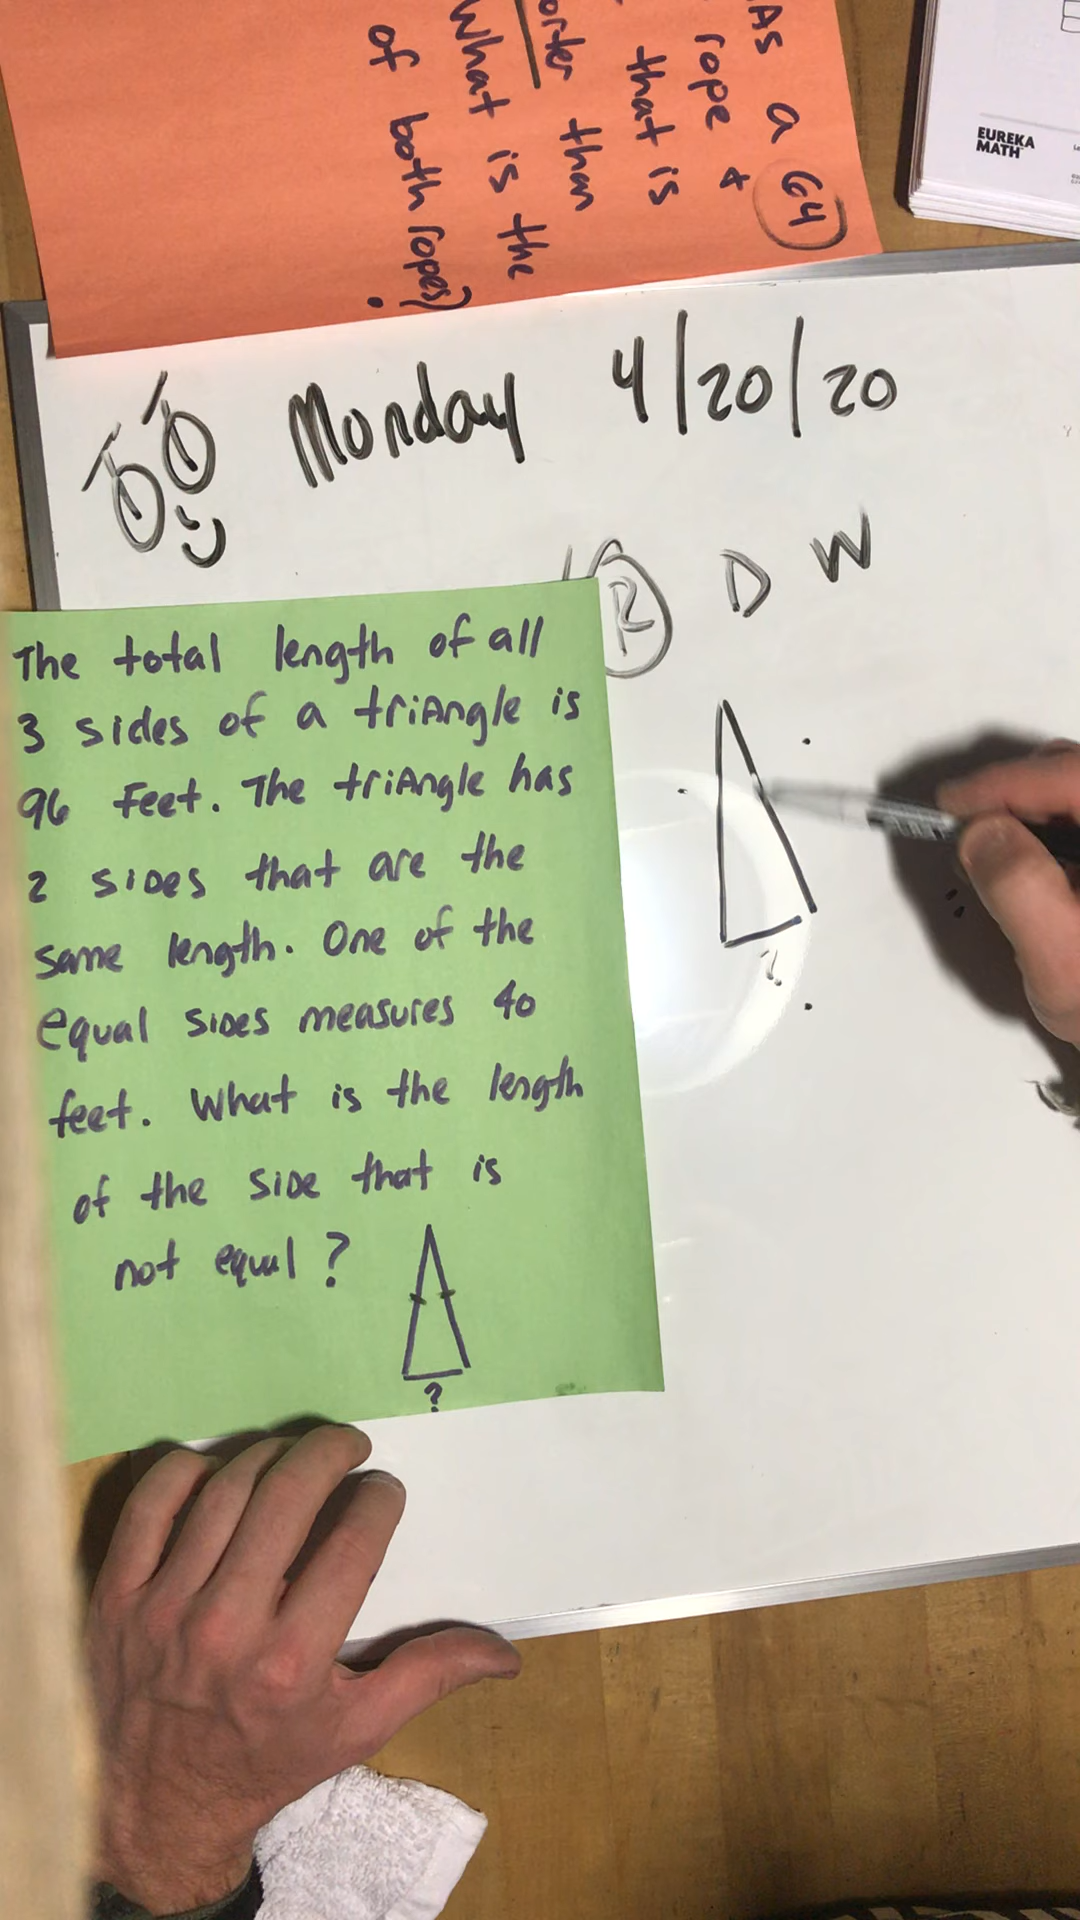 As a 64
rope +
that is
orter than
What is the
of both ropes?
EUREKA
MATH
Monday 4/20/20
R D W
The total length of all
3 sides of a triangle is
96 feet. The triangle has
2 sides that are the
same length. One of the
equal sides measures 40
feet. What is the length
of the side that is
not equal?
?
?